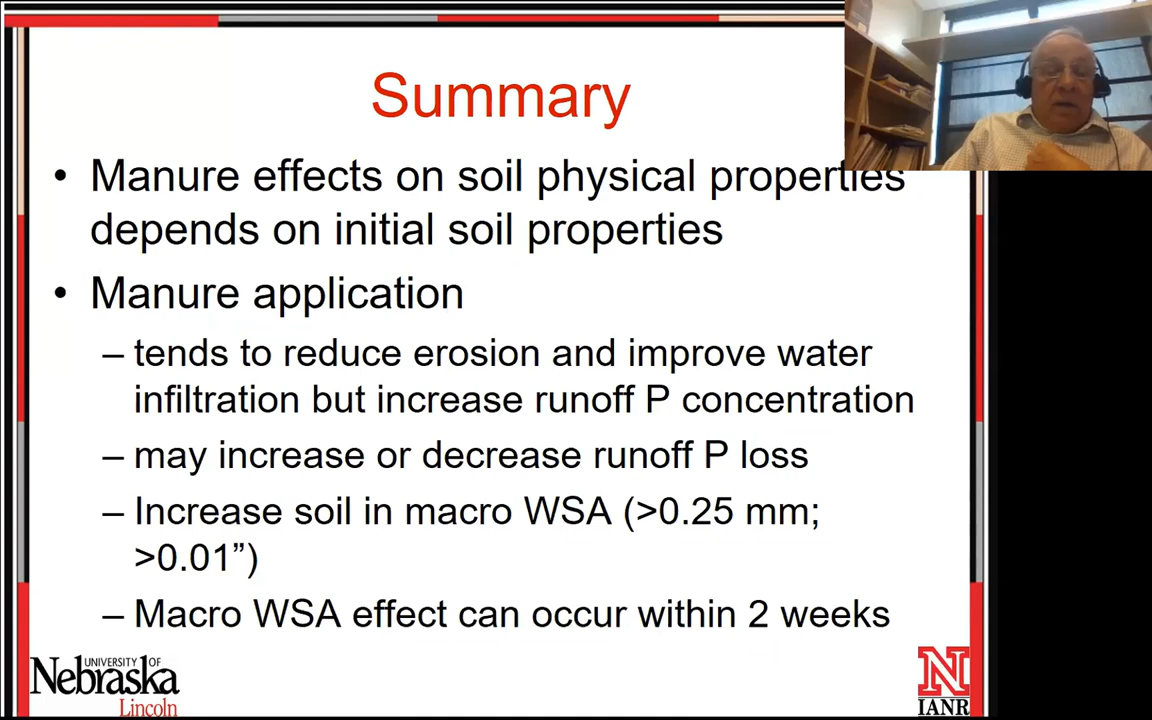 Summary
• Manure effects on soil physical properties
depends on initial soil properties
• Manure application
– tends to reduce erosion and improve water
infiltration but increase runoff P concentration
– may increase or decrease runoff P loss
– Increase soil in macro WSA (>0.25 mm;
>0.01”)
– Macro WSA effect can occur within 2 weeks
UNIVERSITY OF
Nebraska
Lincoln
N
IANR